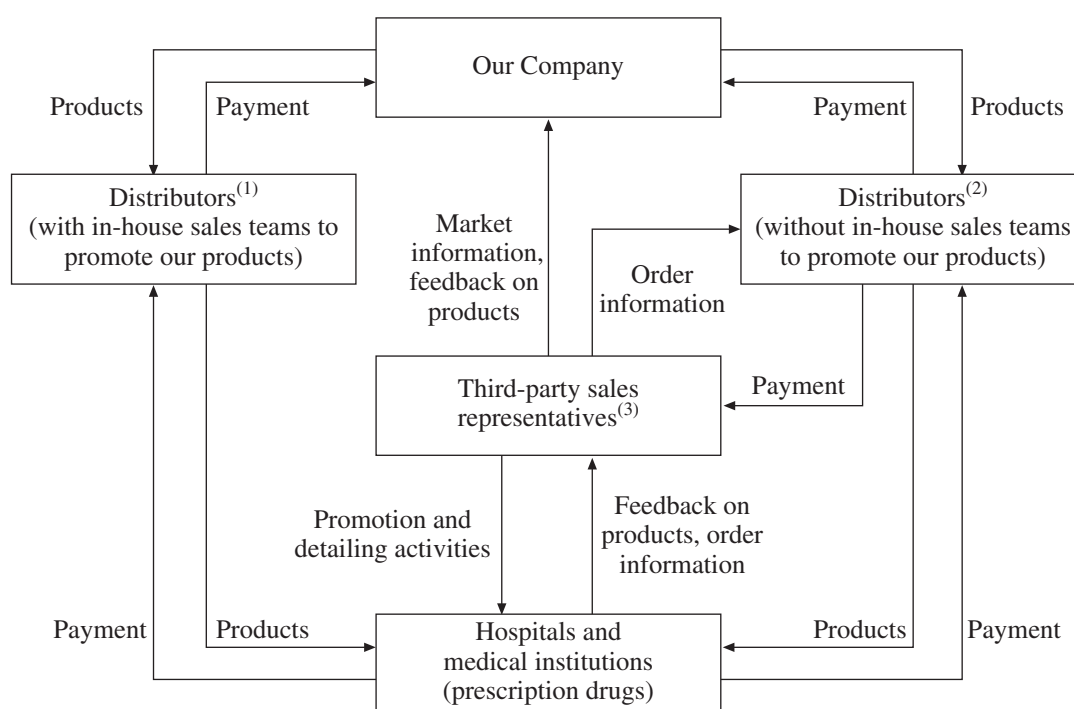 Our Company
Products
Payment
Payment
Products
Distributors(1)
(with in-house sales teams to
promote our products)
Distributors(2)
(without in-house sales teams
to promote our products)
Market
information,
feedback on
products
Order
information
Third-party sales
representatives(3)
Payment
Promotion and
detailing activities
Feedback on
products, order
information
Payment
Products
Hospitals and
medical institutions
(prescription drugs)
Products
Payment